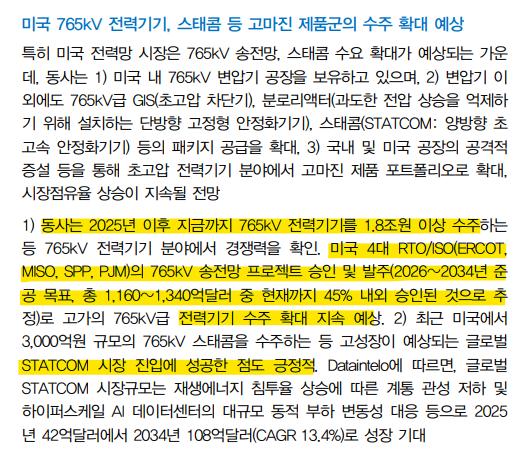 미국 765kV 전력기기, 스태콤 등 고마진 제품군의 수주 확대 예상
특히 미국 전력망 시장은 765kV 송전망, 스태콤 수요 확대가 예상되는 가운
데, 동사는 1) 미국 내 765kV 변압기 공장을 보유하고 있으며, 2) 변압기 이
외에도 765kV급 GIS(초고압 차단기), 분로리액터(과도한 전압 상승을 억제하
기 위해 설치하는 단방향 고정형 안정화기기), 스태콤(STATCOM: 양방향 초
고속 안정화기기) 등의 패키지 공급을 확대, 3) 국내 및 미국 공장의 공격적
증설 등을 통해 초고압 전력기기 분야에서 고마진 제품 포트폴리오로 확대,
시장점유율 상승이 지속될 전망
1) 동사는 2025년 이후 지금까지 765kV 전력기기를 1.8조원 이상 수주하는
등 765kV 전력기기 분야에서 경쟁력을 확인. 미국 4대 RTO/ISO(ERCOT,
MISO, SPP, PJM)의 765kV 송전망 프로젝트 승인 및 발주(2026~2034년 준
공 목표, 총 1,160~1,340억달러 중 현재까지 45% 내외 승인된 것으로 추
정)로 고가의 765kV급 전력기기 수주 확대 지속 예상. 2) 최근 미국에서
3,000억원 규모의 765kV 스태콤을 수주하는 등 고성장이 예상되는 글로벌
STATCOM 시장 진입에 성공한 점도 긍정적. Dataintelo에 따르면, 글로벌
STATCOM 시장규모는 재생에너지 침투율 상승에 따른 계통 관성 저하 및
하이퍼스케일 AI 데이터센터의 대규모 동적 부하 변동성 대응 등으로 2025
년 42억달러에서 2034년 108억달러(CAGR 13.4%)로 성장 기대